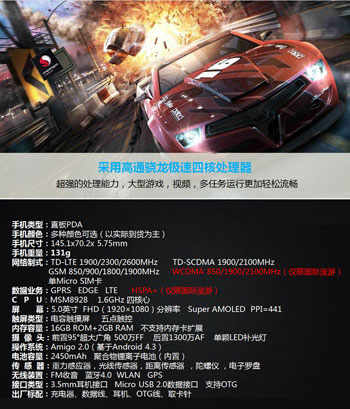 采用高通骁龙极速四核处理器
超强的处理能力，大型游戏，视频，多任务运行更加轻松流畅
手机类型：直板PDA
手机颜色：多种颜色可选（以实际到货为主）
手机尺寸：145.1x70.2x 5.75mm
手机重量：131g
网络制式：TD-LTE 1900/2300/2600MHz TD-SCDMA 1900/2100MHz
GSM 850/900/1800/1900MHz WCDMA 850/1900/2100MHz（仅限国际漫游）
单Micro SIM卡
数据业务：GPRS EDGE LTE HSPA+（仅限国际漫游）
C P U：MSM8928 1.6GHz 四核心
屏 幕：5.0英寸 FHD（1920×1080）分辨率 Super AMOLED PPI=441
触屏类型：电容触摸屏 五点触控
内存容量：16GB ROM+2GB RAM 不支持内存卡扩展
摄 像 头：前置95°超大广角 500万FF 后置1300万AF 单颗LED补光灯
操作系统：Amigo 2.0（基于Android 4.3）
电池容量：2450mAh 聚合物锂离子电池（内置）
传 感 器：重力感应器，光线传感器，距离传感器，陀螺仪，电子罗盘
无线连接：FM收音 蓝牙4.0 WLAN GPS
接口类型：3.5mm耳机接口 Micro USB 2.0数据接口 支持OTG
出厂标配：充电器、数据线、耳机、OTG线、取卡针